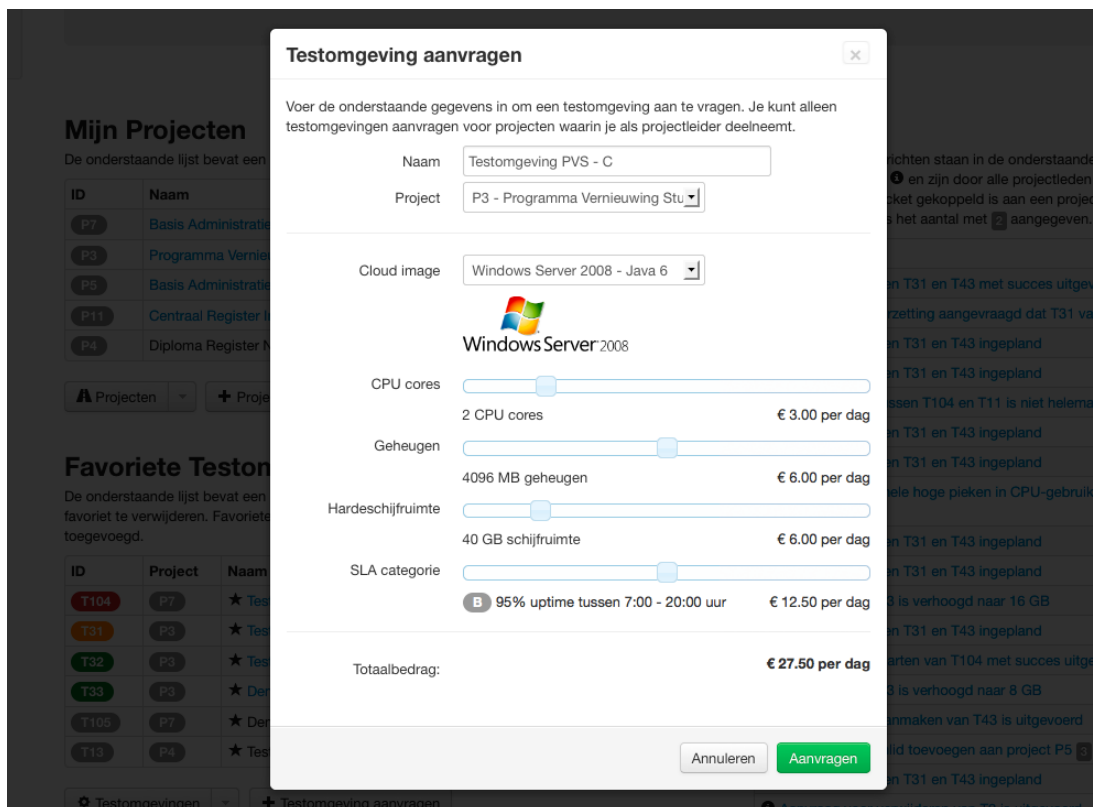 Testomgeving aanvragen
×
Voer de onderstaande gegevens in om een testomgeving aan te vragen. Je kunt alleen
testomgevingen aanvragen voor projecten waarin je als projectleider deelneemt.
Naam Testomgeving PVS - C
Project P3 - Programma Vernieuwing Stu
Cloud image Windows Server 2008 - Java 6
Windows Server 2008
CPU cores
2 CPU cores € 3.00 per dag
Geheugen
4096 MB geheugen € 6.00 per dag
Hardeschijfruimte
40 GB schijfruimte € 6.00 per dag
SLA categorie
B 95% uptime tussen 7:00 - 20:00 uur € 12.50 per dag
Totaalbedrag: € 27.50 per dag
Annuleren Aanvragen
Mijn Projecten
De onderstaande lijst bevat een
ID Naam
P7 Basis Administratie
P3 Programma Vernie
P5 Basis Administratie
P11 Centraal Register I
P4 Diploma Register N
Projecten + Proje
Favoriete Teston
De onderstaande lijst bevat een
favoriet te verwijderen. Favoriete
toegevoegd.
ID Project Naam
T104 P7 ★ Tes
T31 P3 ★ Tes
T32 P3 ★ Tes
T33 P3 ★ Der
T105 P7 ★ Der
T13 P4 ★ Tes
Testomgevingen + Testomgeving aanvragen
richten staan in de onderstaande
en zijn door alle projectleden
cket gekoppeld is aan een projec
s het aantal met 2 aangegeven.
en T31 en T43 met succes uitgev
rzetting aangevraagd dat T31 va
en T31 en T43 ingepland
en T31 en T43 ingepland
ssen T104 en T11 is niet helema
en T31 en T43 ingepland
en T31 en T43 ingepland
ele hoge pieken in CPU-gebruik
en T31 en T43 ingepland
en T31 en T43 ingepland
3 is verhoogd naar 16 GB
en T31 en T43 ingepland
arten van T104 met succes uitge
3 is verhoogd naar 8 GB
anmaken van T43 is uitgevoerd
lid toevoegen aan project P5 3
en T31 en T43 ingepland